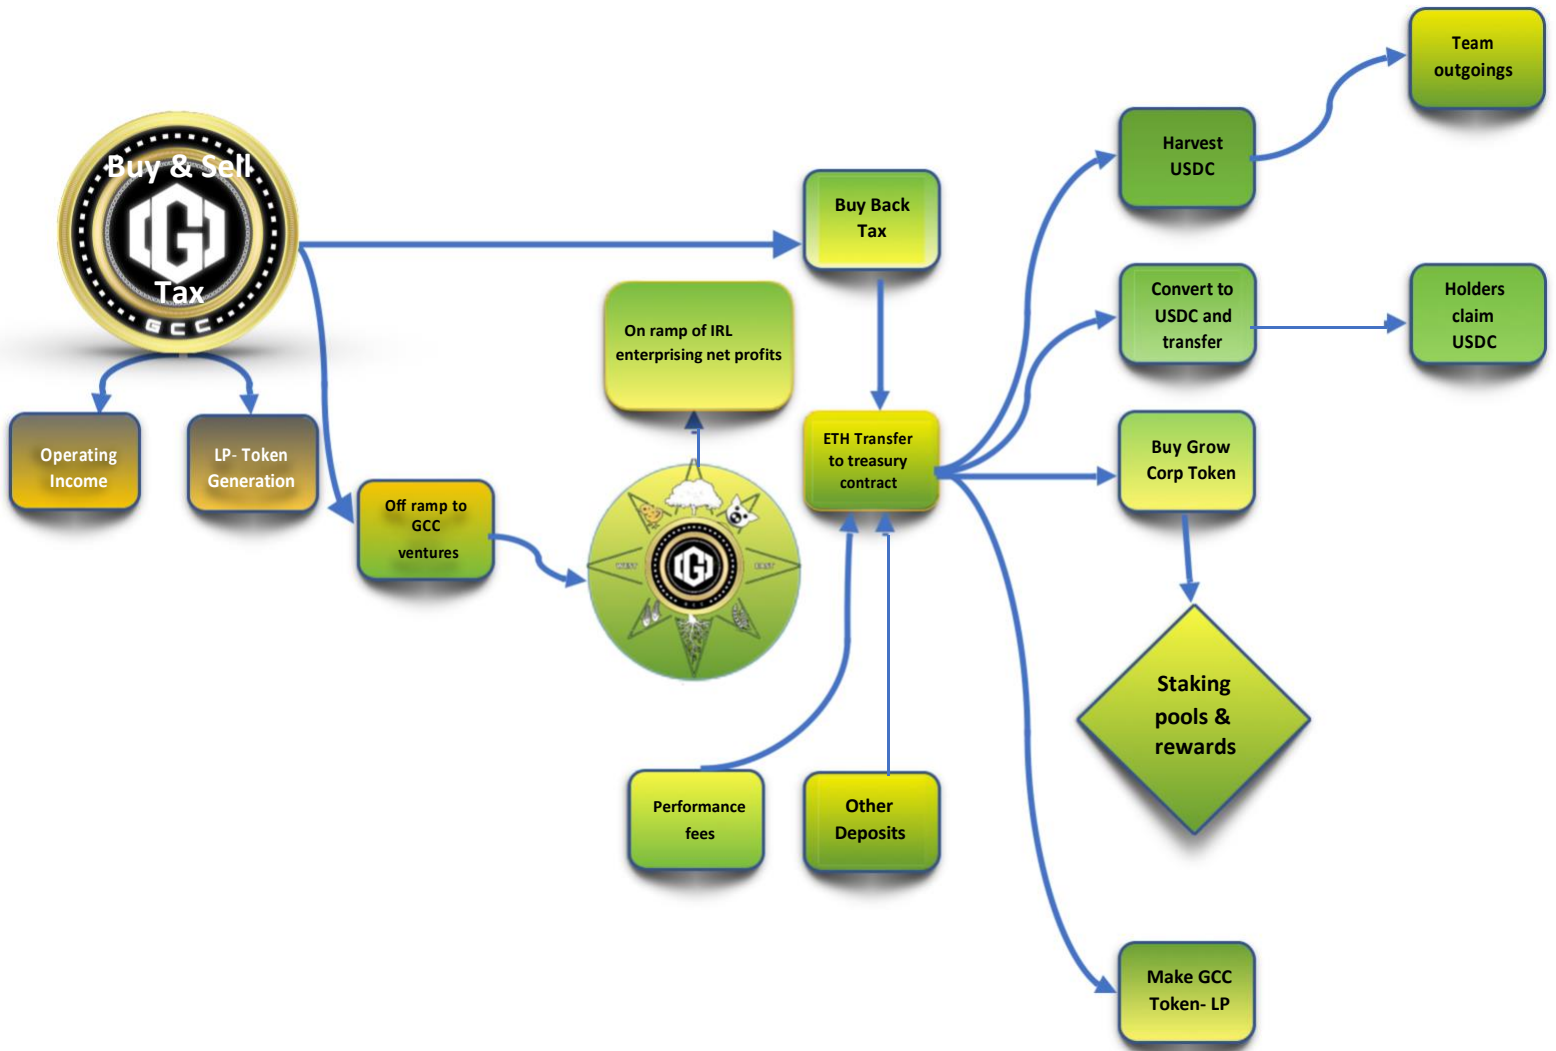 Team
outgoings
Harvest
USDC
Buy & Sell
Tax
GCC
Buy Back
Tax
Convert to
USDC and
transfer
Holders
claim
USDC
On ramp of IRL
enterprising net profits
Operating
Income
LP- Token
Generation
ETH Transfer
to treasury
contract
Buy Grow
Corp Token
Off ramp to
GCC
ventures
WEST
EAST
Staking
pools &
rewards
Performance
fees
Other
Deposits
Make GCC
Token- LP